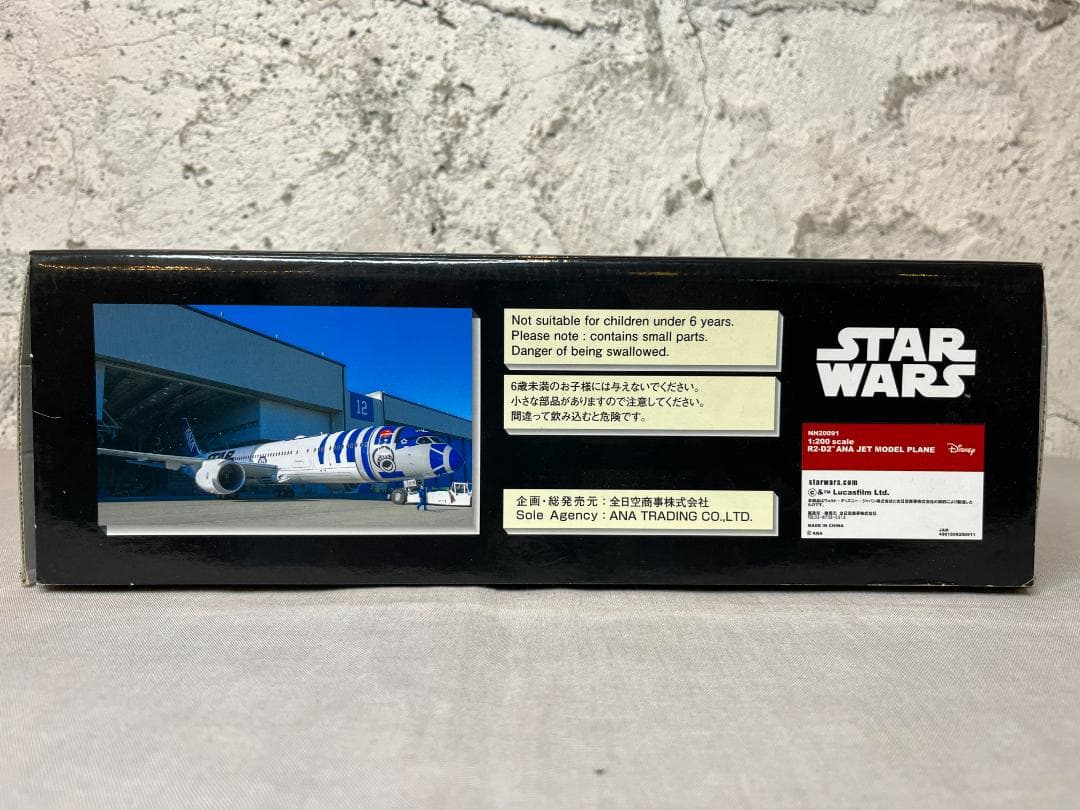 12
STAR
Not suitable for children under 6 years.
Please note : contains small parts.
Danger of being swallowed.
6歳未満のお子様には与えないでください。
小さな部品がありますので注意してください。
間違って飲み込むと危険です。
企画・総発売元：全日空商事株式会社
Sole Agency : ANA TRADING CO.,LTD.
STAR
WARS
NH20091
1:200 scale
R2-D2™ ANA JET MODEL PLANE
Disney
starwars.com
©&™ Lucasfilm Ltd.
MADE IN CHINA
© ANA
JAN